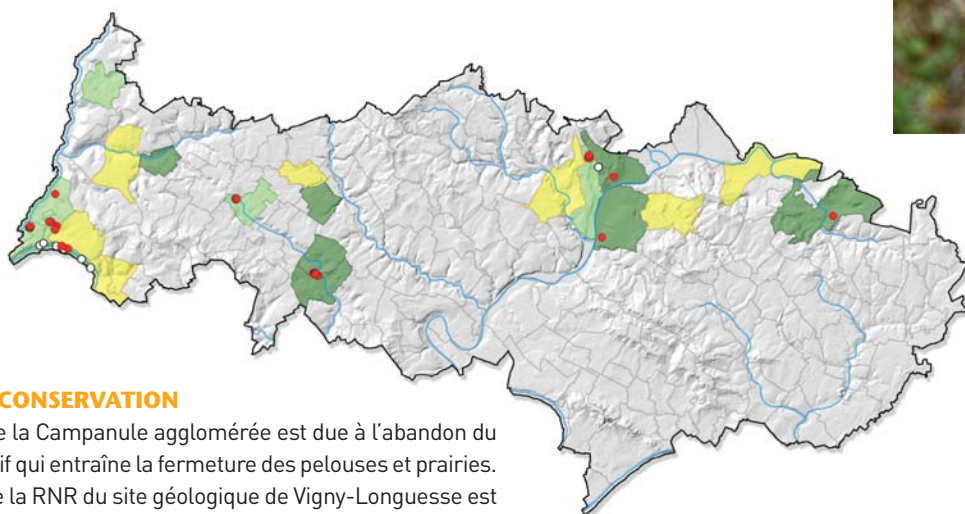 CONSERVATION
e la Campanule agglomérée est due à l'abandon du
if qui entraîne la fermeture des pelouses et prairies.
e la RNR du site géologique de Vigny-Longuesse est